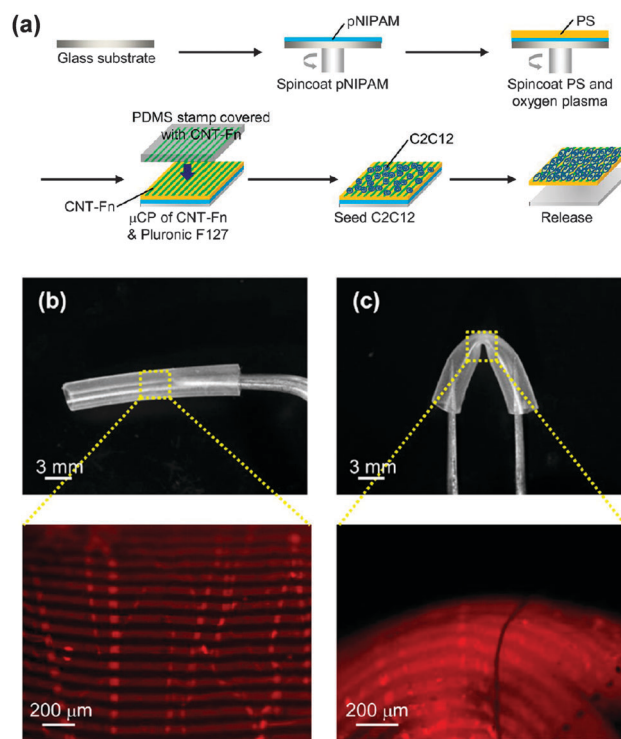 (a)
pNIPAM
PS
Glass substrate
Spincoat pNIPAM
Spincoat PS and
oxygen plasma
PDMS stamp covered
with CNT-Fn
C2C12
CNT-Fn
μCP of CNT-Fn
& Pluronic F127
Seed C2C12
Release
(b)
(c)
3 mm
3 mm
200 μm
200 μm